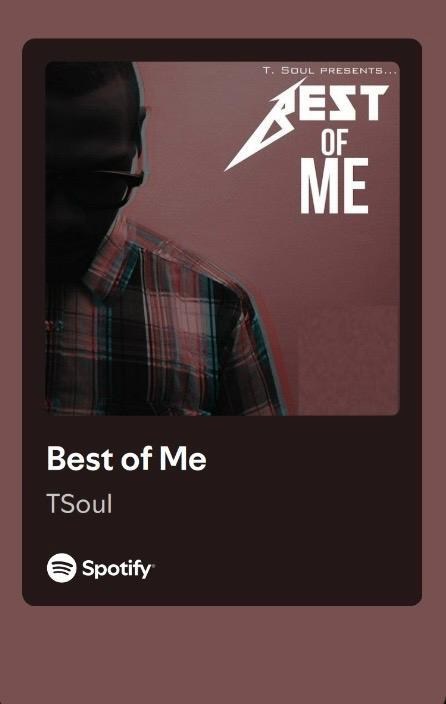 T. SOUL PRESENTS...
BEST
OF
ME
Best of Me
TSoul
Spotify